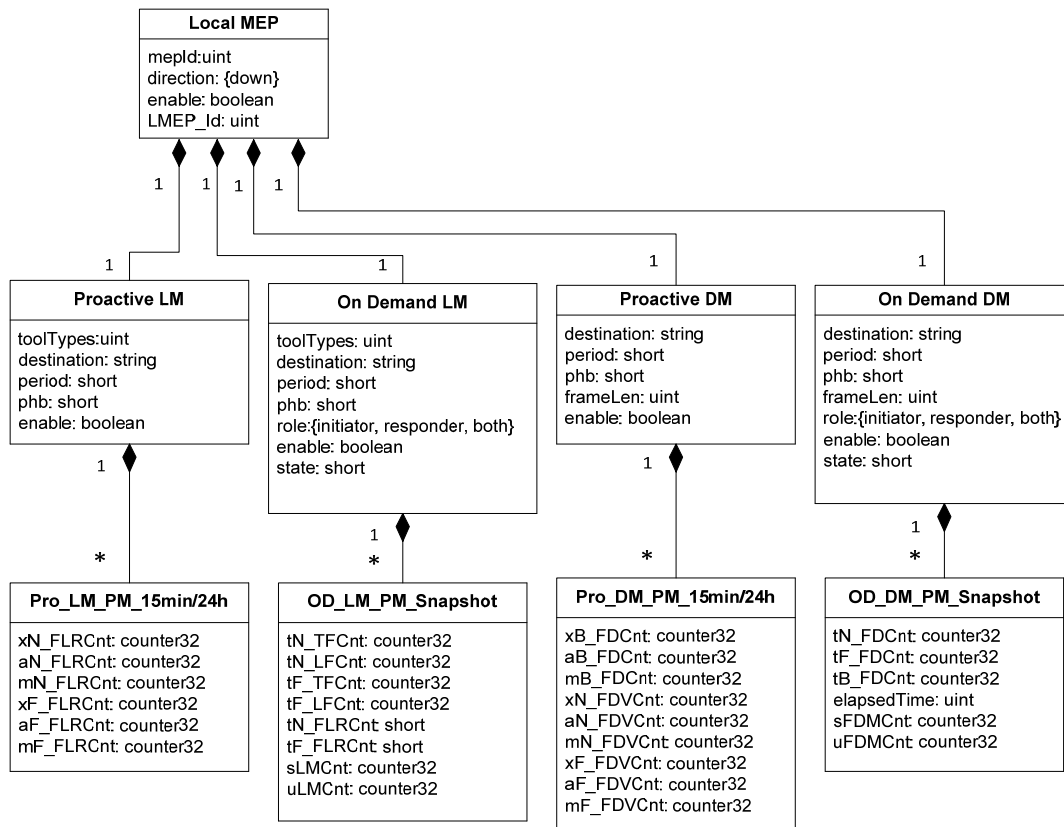 Local MEP
mepId:uint
direction: {down}
enable: boolean
LMEP_Id: uint
1
1
1
1
1
1
1
1
Proactive LM
toolTypes:uint
destination: string
period: short
phb: short
enable: boolean
On Demand LM
toolTypes: uint
destination: string
period: short
phb: short
role:{initiator, responder, both}
enable: boolean
state: short
Proactive DM
destination: string
period: short
phb: short
frameLen: uint
enable: boolean
On Demand DM
destination: string
period: short
phb: short
frameLen: uint
role:{initiator, responder, both}
enable: boolean
state: short
1
*
1
*
1
*
1
*
Pro_LM_PM_15min/24h
xN_FLRCnt: counter32
aN_FLRCnt: counter32
mN_FLRCnt: counter32
xF_FLRCnt: counter32
aF_FLRCnt: counter32
mF_FLRCnt: counter32
OD_LM_PM_Snapshot
tN_TFCnt: counter32
tN_LFCnt: counter32
tF_TFCnt: counter32
tF_LFCnt: counter32
tN_FLRCnt: short
tF_FLRCnt: short
sLMCnt: counter32
uLMCnt: counter32
Pro_DM_PM_15min/24h
xB_FDCnt: counter32
aB_FDCnt: counter32
mB_FDCnt: counter32
xN_FDVCnt: counter32
aN_FDVCnt: counter32
mN_FDVCnt: counter32
xF_FDVCnt: counter32
aF_FDVCnt: counter32
mF_FDVCnt: counter32
OD_DM_PM_Snapshot
tN_FDCnt: counter32
tF_FDCnt: counter32
tB_FDCnt: counter32
elapsedTime: uint
sFDMCnt: counter32
uFDMCnt: counter32